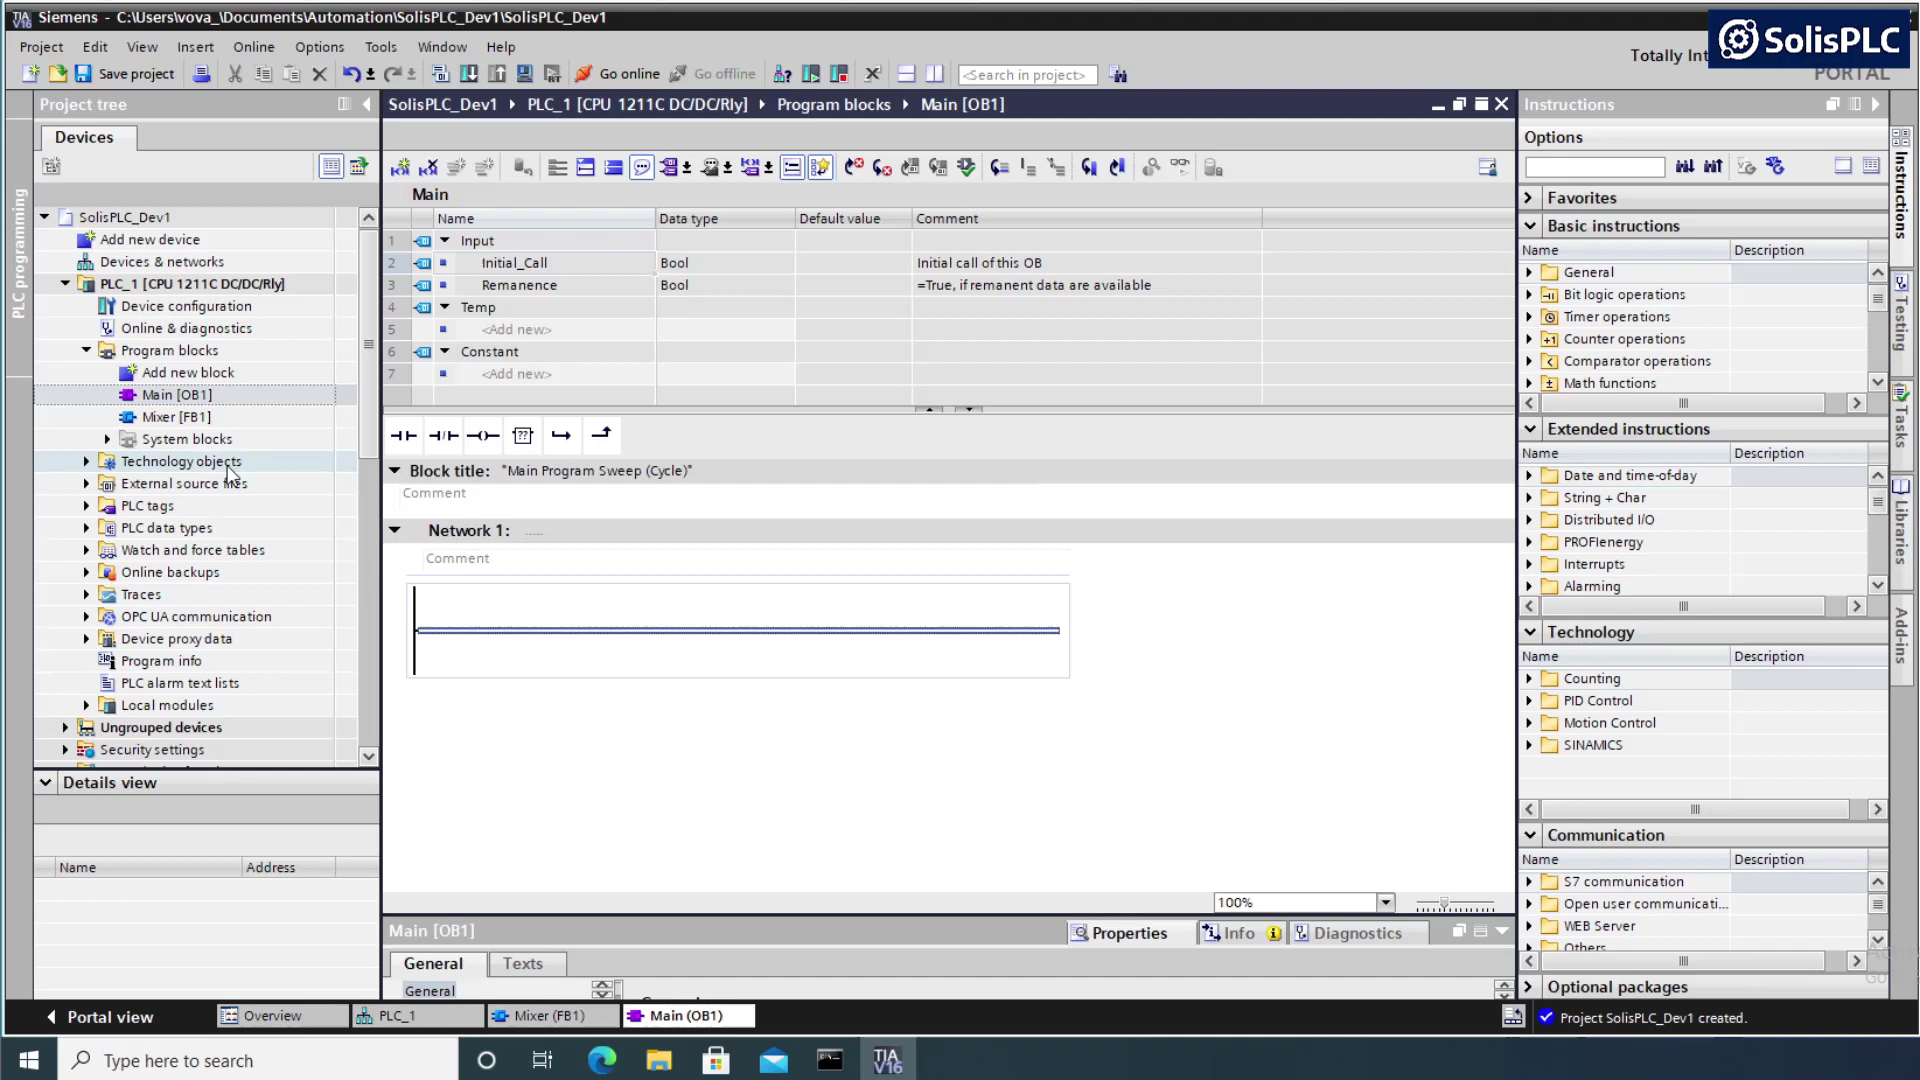 Siemens - C:\Users\vova_\Documents\Automation\SolisPLC_Dev1\SolisPLC_Dev1
SolisPLC
Project Edit View Insert Online Options Tools Window Help
Totally Int
PORTAL
Save project
Go online
Go offline
<Search in project>
Project tree
Devices
PLC programming
SolisPLC_Dev1
Add new device
Devices & networks
PLC_1 [CPU 1211C DC/DC/Rly]
Device configuration
Online & diagnostics
Program blocks
Add new block
Main [OB1]
Mixer [FB1]
System blocks
Technology objects
External source files
PLC tags
PLC data types
Watch and force tables
Online backups
Traces
OPC UA communication
Device proxy data
Program info
PLC alarm text lists
Local modules
Ungrouped devices
Security settings
Details view
Name Address
SolisPLC_Dev1 PLC_1 [CPU 1211C DC/DC/Rly] Program blocks Main [OB1]
Main
Name Data type Default value Comment
1 Input
2 Initial_Call Bool Initial call of this OB
3 Remanence Bool =True, if remanent data are available
4 Temp
5 <Add new>
6 Constant
7 <Add new>
??
Block title: "Main Program Sweep (Cycle)"
Comment
Network 1: .....
Comment
100%
Main [OB1]
Properties Info Diagnostics
General Texts
General
Instructions
Options
Favorites
Basic instructions
Name Description
General
Bit logic operations
Timer operations
Counter operations
Comparator operations
Math functions
Extended instructions
Name Description
Date and time-of-day
String + Char
Distributed I/O
PROFIenergy
Interrupts
Alarming
Technology
Name Description
Counting
PID Control
Motion Control
SINAMICS
Communication
Name Description
S7 communication
Open user communicati...
WEB Server
Others
Optional packages
Instructions
Testing
Tasks
Libraries
Add-ins
Portal view
Overview
PLC_1
Mixer (FB1)
Main (OB1)
Project SolisPLC_Dev1 created.
Type here to search
TIA
V16